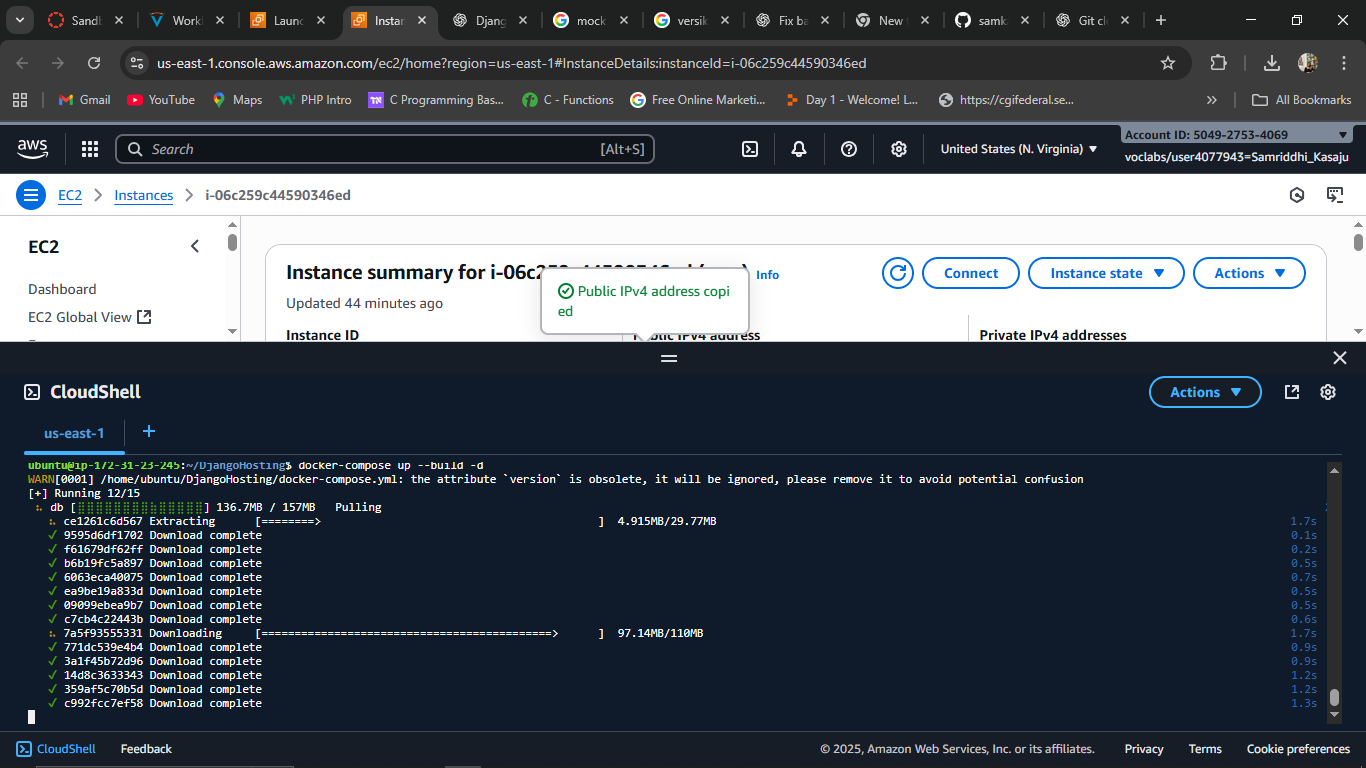 Sandb
Workb
Launc
Instan
Djang
mock
versik
Fix ba
New
samk
Git cl
us-east-1.console.aws.amazon.com/ec2/home?region=us-east-1#InstanceDetails:instanceId=i-06c259c44590346ed
Gmail
YouTube
Maps
PHP Intro
C Programming Bas...
C - Functions
Free Online Marketi...
Day 1 - Welcome! L...
https://cgifederal.se...
All Bookmarks
aws
Search
[Alt+S]
United States (N. Virginia)
Account ID: 5049-2753-4069
voclabs/user4077943=Samriddhi_Kasaju
EC2
Instances
i-06c259c44590346ed
EC2
Dashboard
EC2 Global View
Instance summary for i-06c259c44590346ed
Info
Connect
Instance state
Actions
Updated 44 minutes ago
Public IPv4 address copi
ed
Instance ID
Public IPv4 address
Private IPv4 addresses
CloudShell
Actions
us-east-1
ubuntu@ip-172-31-23-245:~/DjangoHosting$ docker-compose up --build -d
WARN[0001] /home/ubuntu/DjangoHosting/docker-compose.yml: the attribute `version` is obsolete, it will be ignored, please remove it to avoid potential confusion
[+] Running 12/15
db [⣿⣿⣿⣿⣿⣿⣿⣿⣿⣿⣿⣿⣿⣿] 136.7MB / 157MB Pulling
ce1261c6d567 Extracting [========> ] 4.915MB/29.77MB 1.7s
✓ 9595d6df1702 Download complete 0.1s
✓ f61679df62ff Download complete 0.2s
✓ b6b19fc5a897 Download complete 0.5s
✓ 6063eca40075 Download complete 0.7s
✓ ea9be19a833d Download complete 0.5s
✓ 09099ebea9b7 Download complete 0.5s
✓ c7cb4c22443b Download complete 0.6s
7a5f93555331 Downloading [============================================> ] 97.14MB/110MB 1.7s
✓ 771dc539e4b4 Download complete 0.9s
✓ 3a1f45b72d96 Download complete 0.9s
✓ 14d8c3633343 Download complete 1.2s
✓ 359af5c70b5d Download complete 1.2s
✓ c992fcc7ef58 Download complete 1.3s
CloudShell
Feedback
© 2025, Amazon Web Services, Inc. or its affiliates.
Privacy
Terms
Cookie preferences